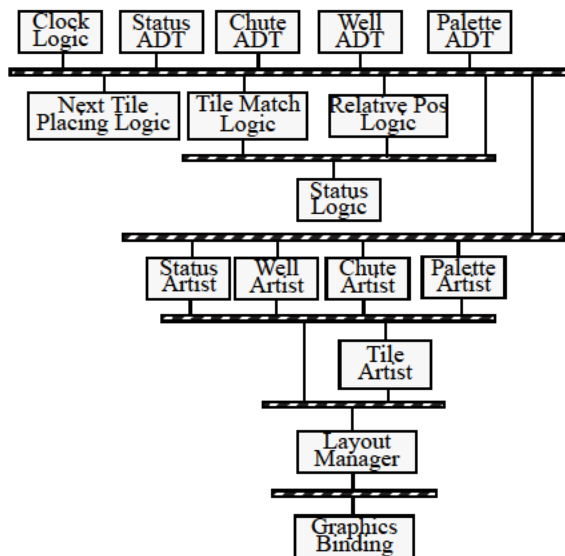 Clock
Logic
Status
ADT
Chute
ADT
Well
ADT
Palette
ADT
Next Tile
Placing Logic
Tile Match
Logic
Relative Pos
Logic
Status
Logic
Status
Artist
Well
Artist
Chute
Artist
Palette
Artist
Tile
Artist
Layout
Manager
Graphics
Binding